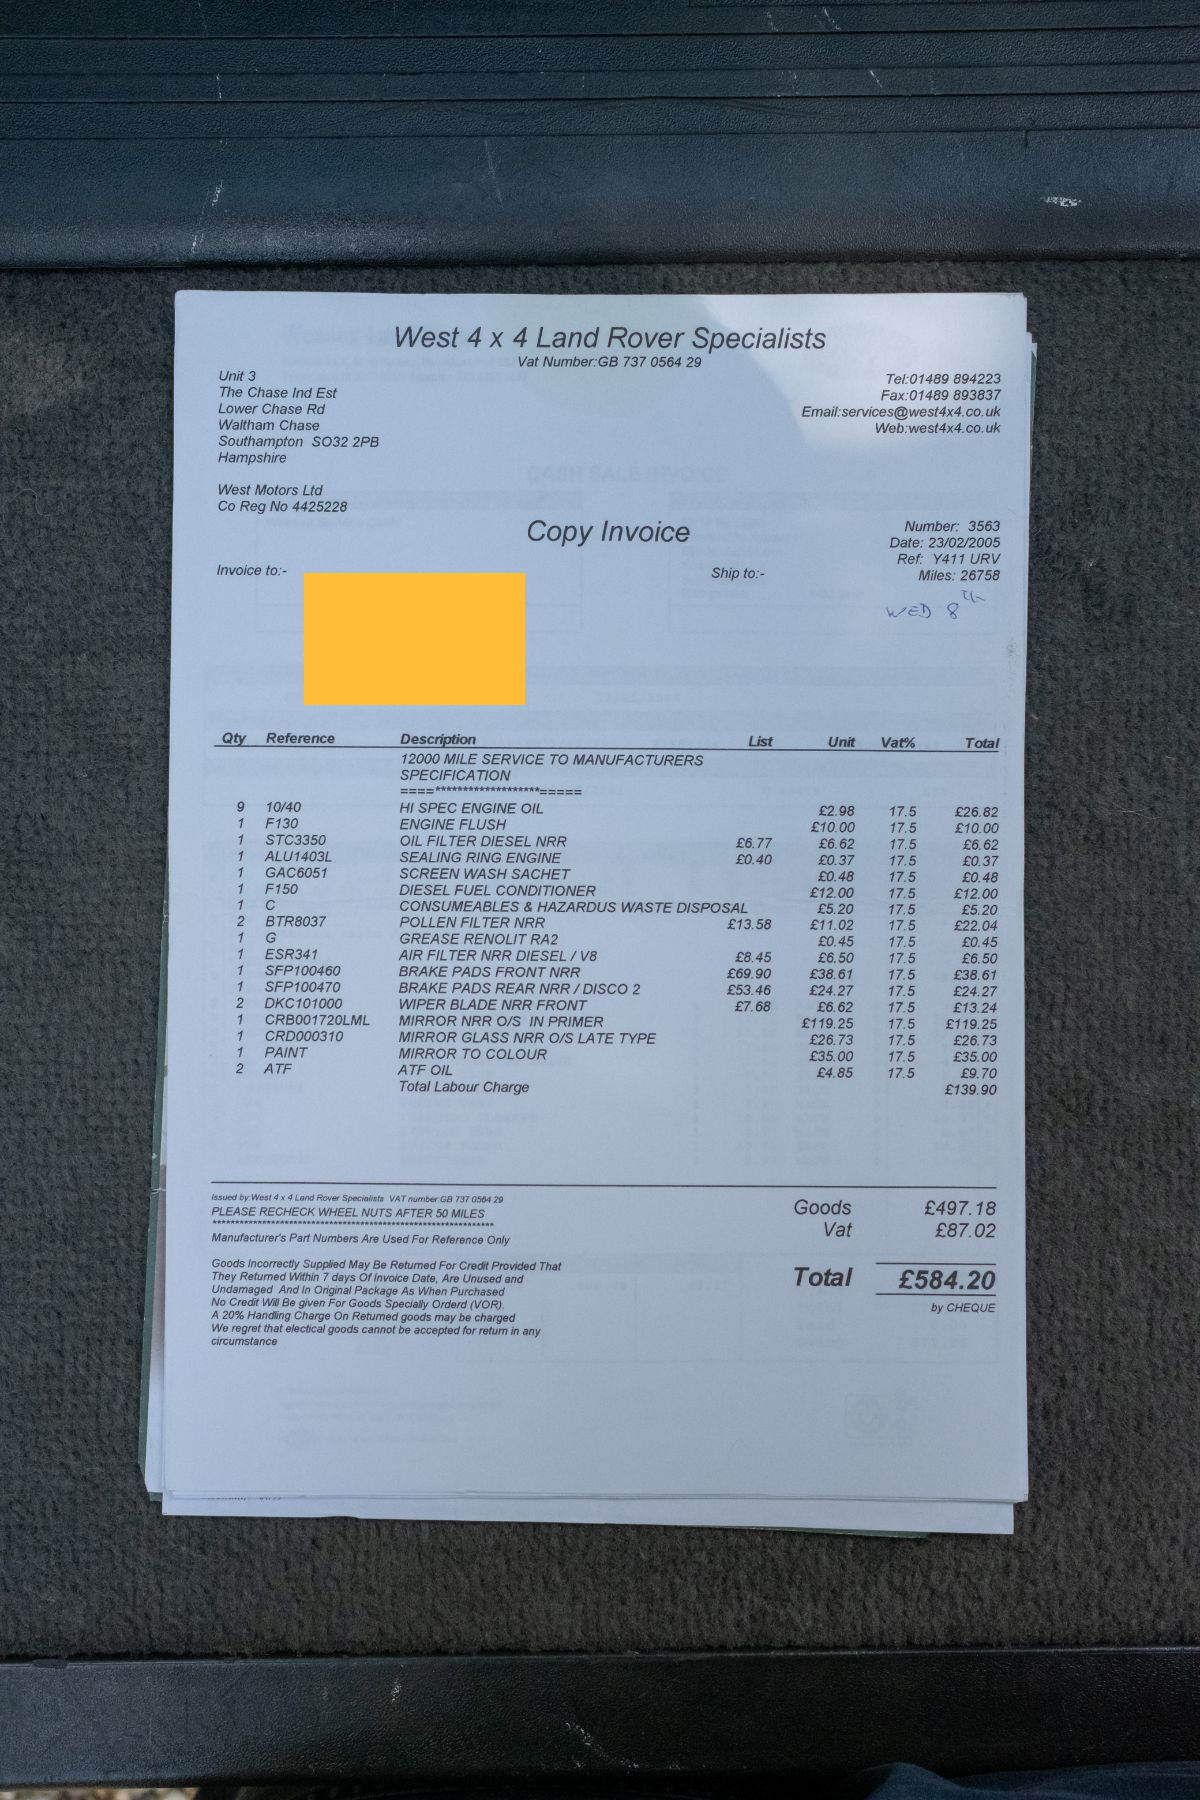 West 4 x 4 Land Rover Specialists
Vat Number:GB 737 0564 29
Unit 3
The Chase Ind Est
Lower Chase Rd
Waltham Chase
Southampton SO32 2PB
Hampshire
Tel:01489 894223
Fax:01489 893837
Email:services@west4x4.co.uk
Web:west4x4.co.uk
West Motors Ltd
Co Reg No 4425228
Copy Invoice
Number: 3563
Date: 23/02/2005
Ref: Y411 URV
Miles: 26758
Invoice to:-
Ship to:-
WED 8th
Qty Reference Description List Unit Vat% Total
12000 MILE SERVICE TO MANUFACTURERS
SPECIFICATION
====*******************=====
9 10/40 HI SPEC ENGINE OIL £2.98 17.5 £26.82
1 F130 ENGINE FLUSH £10.00 17.5 £10.00
1 STC3350 OIL FILTER DIESEL NRR £6.77 £6.62 17.5 £6.62
1 ALU1403L SEALING RING ENGINE £0.40 £0.37 17.5 £0.37
1 GAC6051 SCREEN WASH SACHET £0.48 17.5 £0.48
1 F150 DIESEL FUEL CONDITIONER £12.00 17.5 £12.00
1 C CONSUMEABLES & HAZARDUS WASTE DISPOSAL £5.20 17.5 £5.20
2 BTR8037 POLLEN FILTER NRR £13.58 £11.02 17.5 £22.04
1 G GREASE RENOLIT RA2 £0.45 17.5 £0.45
1 ESR341 AIR FILTER NRR DIESEL / V8 £8.45 £6.50 17.5 £6.50
1 SFP100460 BRAKE PADS FRONT NRR £69.90 £38.61 17.5 £38.61
1 SFP100470 BRAKE PADS REAR NRR / DISCO 2 £53.46 £24.27 17.5 £24.27
2 DKC101000 WIPER BLADE NRR FRONT £7.68 £6.62 17.5 £13.24
1 CRB001720LML MIRROR NRR O/S IN PRIMER £119.25 17.5 £119.25
1 CRD000310 MIRROR GLASS NRR O/S LATE TYPE £26.73 17.5 £26.73
1 PAINT MIRROR TO COLOUR £35.00 17.5 £35.00
2 ATF ATF OIL £4.85 17.5 £9.70
Total Labour Charge £139.90
Issued by:West 4 x 4 Land Rover Specialists VAT number:GB 737 0564 29
PLEASE RECHECK WHEEL NUTS AFTER 50 MILES
Manufacturer's Part Numbers Are Used For Reference Only
Goods £497.18
Vat £87.02
Total £584.20
by CHEQUE
Goods Incorrectly Supplied May Be Returned For Credit Provided That
They Returned Within 7 days Of Invoice Date, Are Unused and
Undamaged And In Original Package As When Purchased
No Credit Will Be given For Goods Specially Orderd (VOR).
A 20% Handling Charge On Returned goods may be charged
We regret that electical goods cannot be accepted for return in any
circumstance